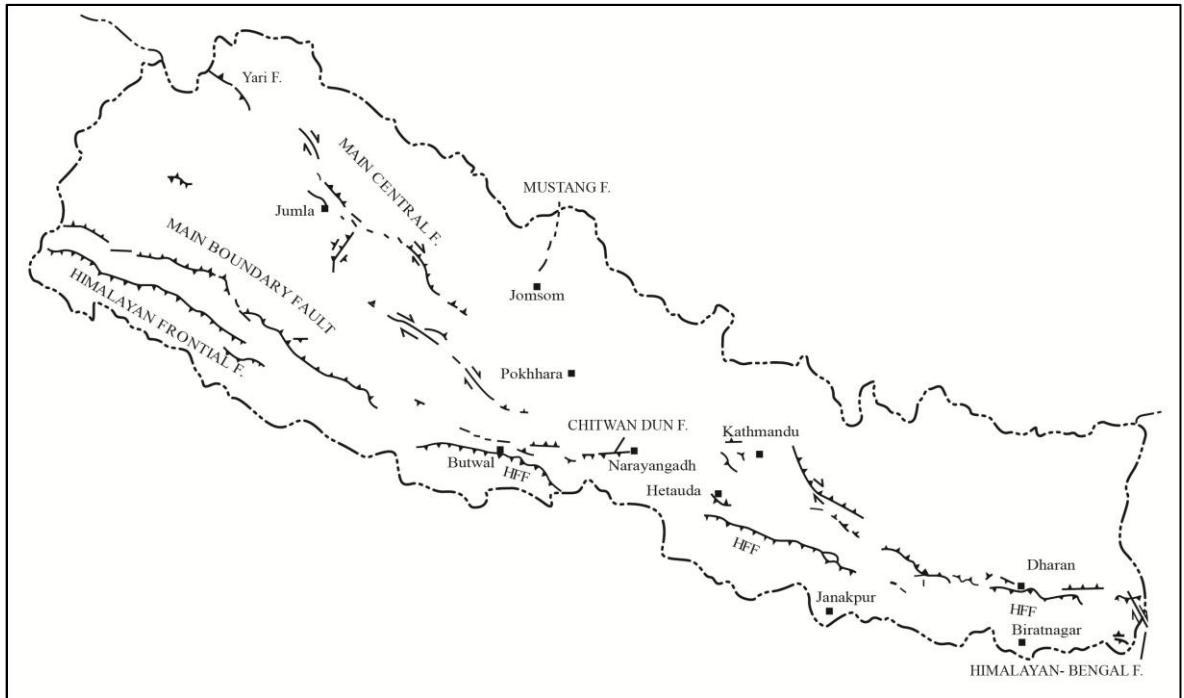 Yari F.
MAIN CENTRAL F.
MUSTANG F.
Jumla
MAIN BOUNDARY FAULT
HIMALAYAN FRONTIAL F.
Jomsom
Pokhhara
CHITWAN DUN F.
Kathmandu
Butwal
HFF
Narayangadh
Hetauda
HFF
Dharan
Janakpur
HFF
Biratnagar
HIMALAYAN- BENGAL F.